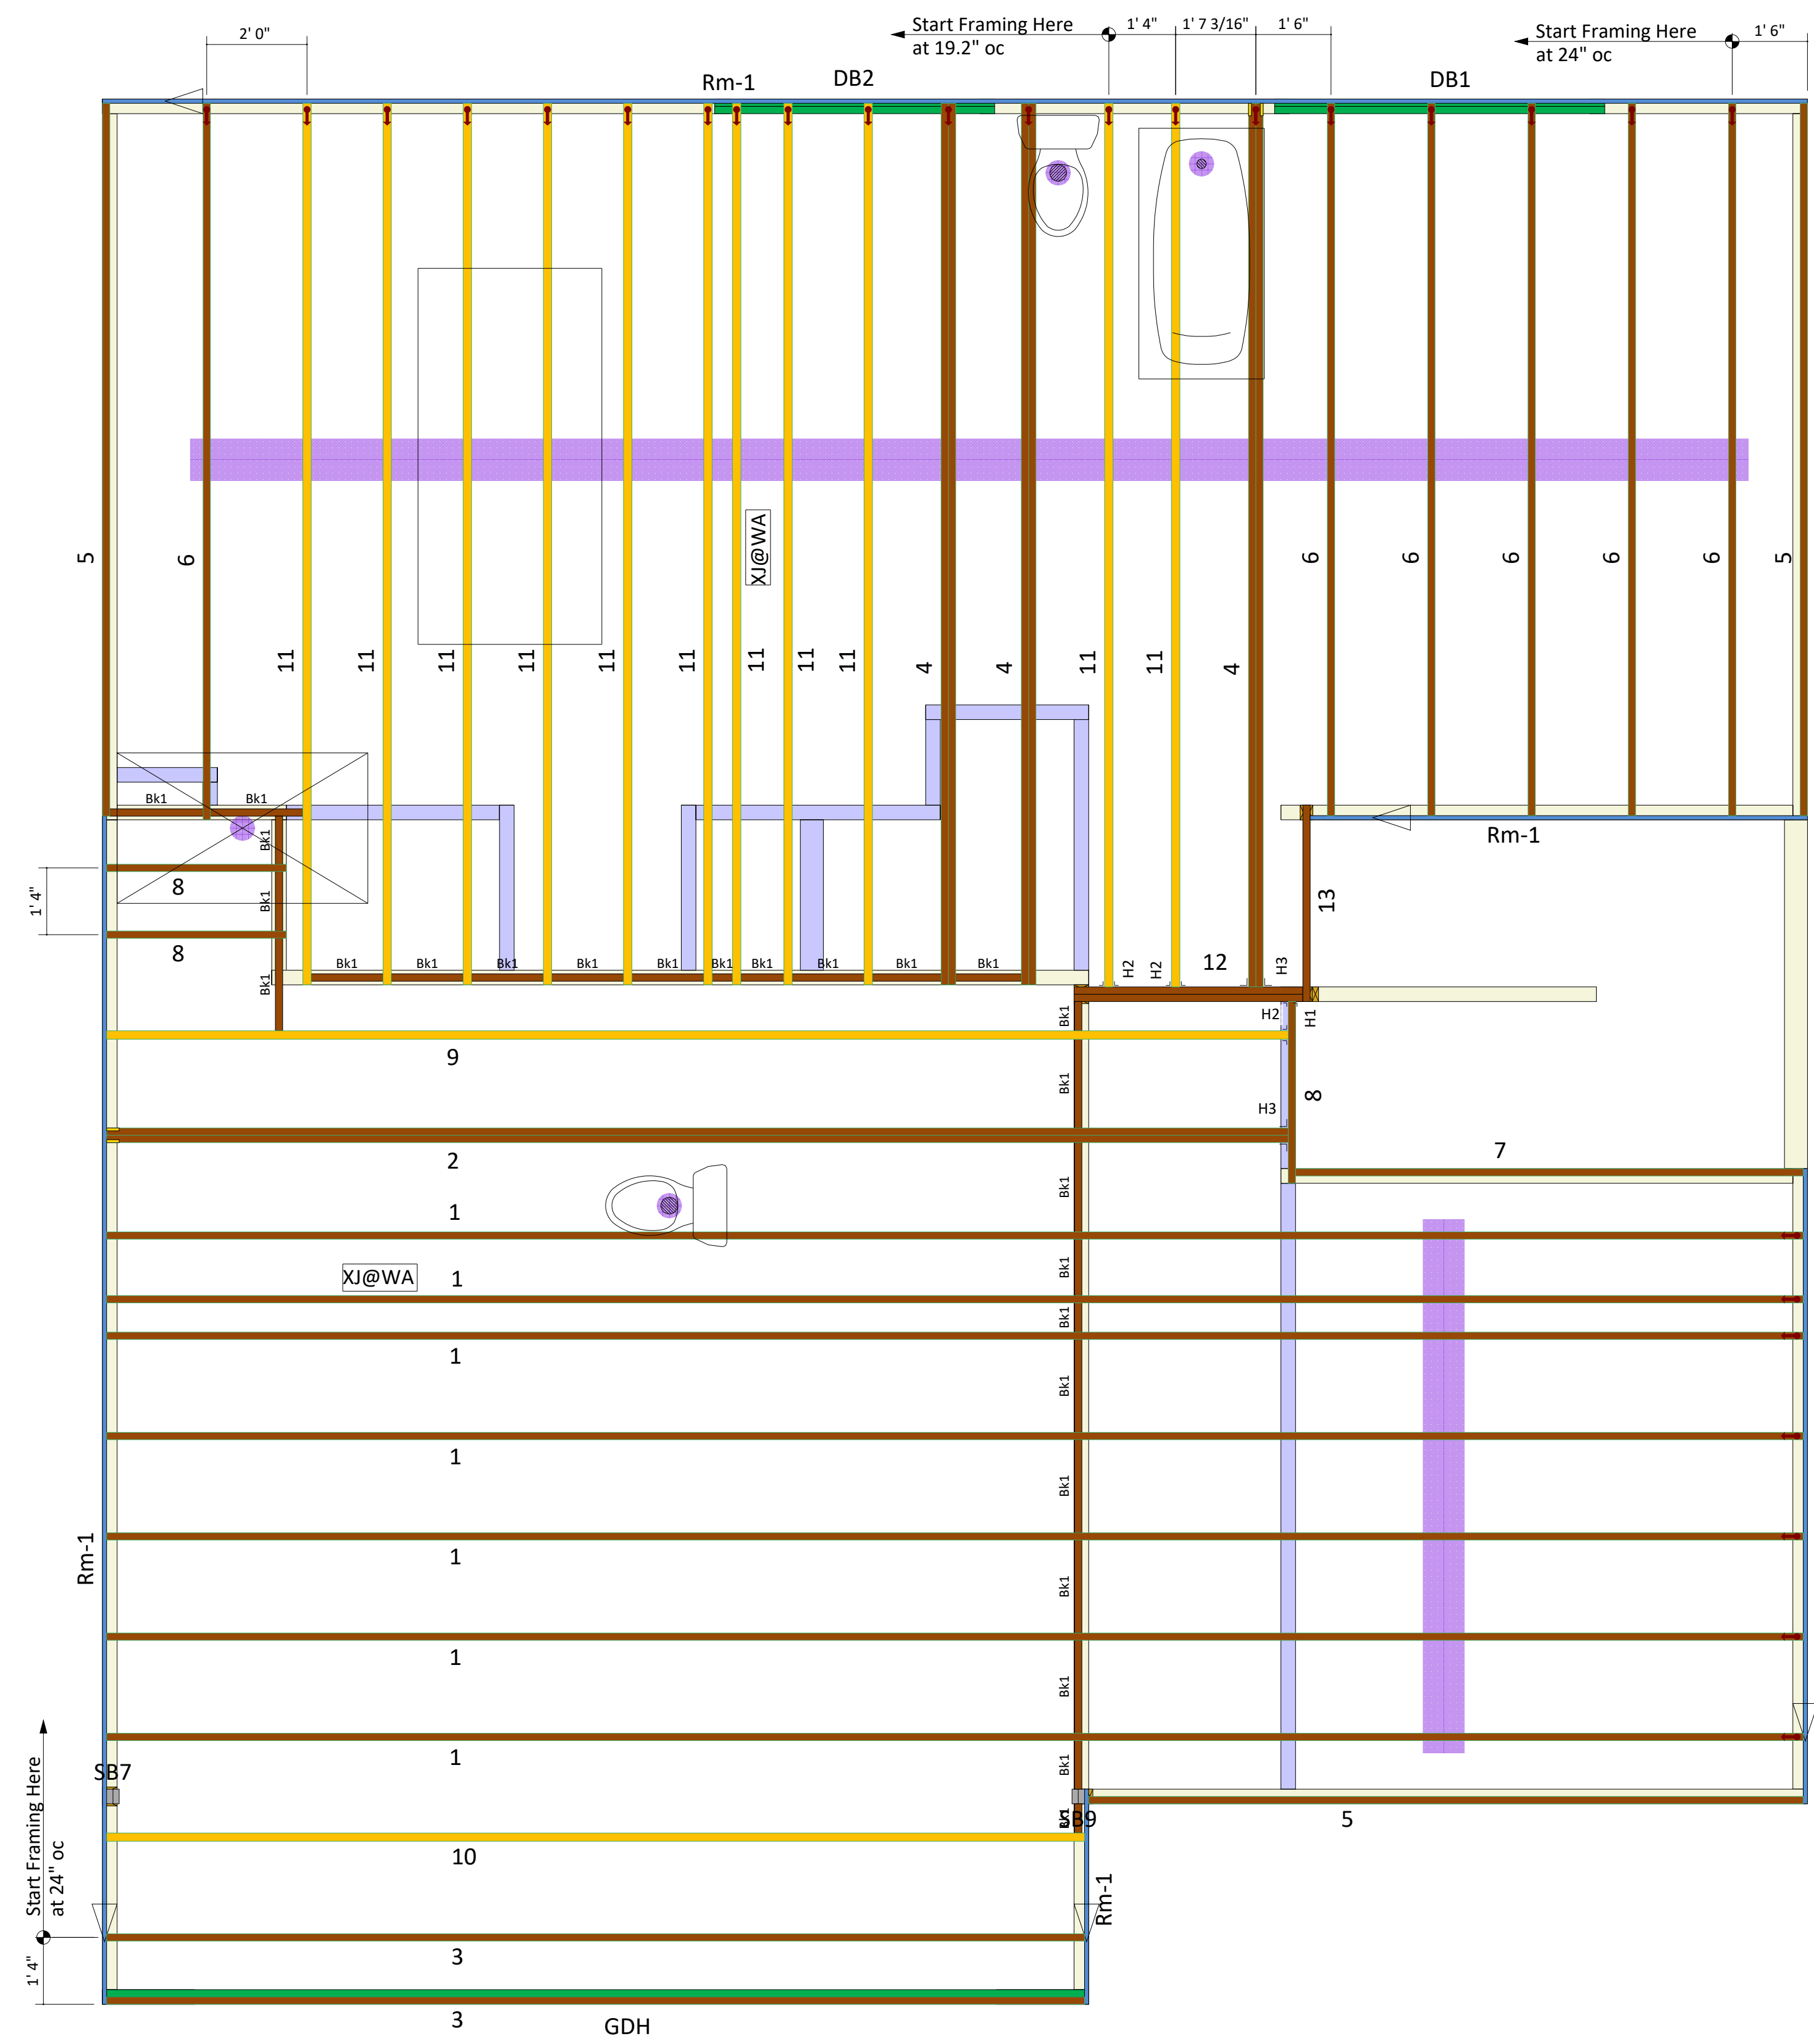 Start Framing Here
at 19.2" oc
1' 4"
1' 7 3/16"
1' 6"
Start Framing Here
at 24" oc
1' 6"
2' 0"
Rm-1
DB2
DB1
XJ@WA
5
6
6
6
6
6
6
5
11
11
11
11
11
11
11
11
11
4
4
11
11
4
Bk1
Bk1
Bk1
Rm-1
1' 4"
8
Bk1
13
8
Bk1
Bk1
Bk1
Bk1
Bk1
Bk1
Bk1
Bk1
Bk1
Bk1
Bk1
H2
H2
12
H3
Bk1
H2
H1
9
Bk1
8
H3
2
7
Bk1
1
XJ@WA
1
Bk1
Bk1
1
Bk1
1
Bk1
Rm-1
1
Bk1
1
Bk1
1
Bk1
SB7
Bk1
SB9
5
Start Framing Here
at 24" oc
10
Rm-1
1' 4"
3
3
GDH